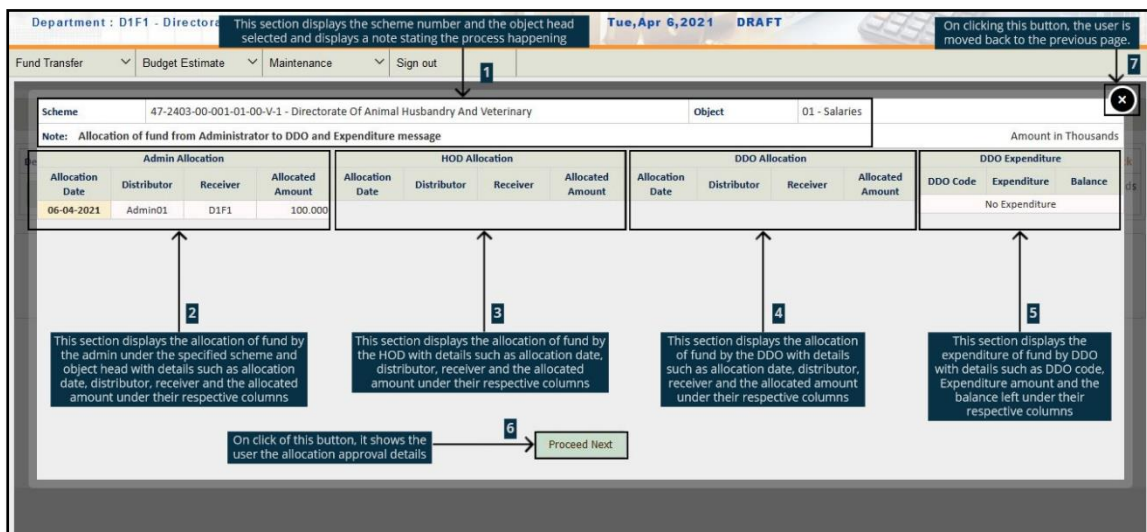 Department : D1F1 - Directora
This section displays the scheme number and the object head
selected and displays a note stating the process happening
Tue,Apr 6,2021 DRAFT
On clicking this button, the user is
moved back to the previous page.
Fund Transfer Budget Estimate Maintenance Sign out
1
7
Scheme 47-2403-00-001-01-00-V-1 - Directorate Of Animal Husbandry And Veterinary Object 01 - Salaries
Note: Allocation of fund from Administrator to DDO and Expenditure message Amount in Thousands
Admin Allocation HOD Allocation DDO Allocation DDO Expenditure
Allocation Date Distributor Receiver Allocated Amount Allocation Date Distributor Receiver Allocated Amount Allocation Date Distributor Receiver Allocated Amount DDO Code Expenditure Balance
06-04-2021 Admin01 D1F1 100.000 No Expenditure
2
3
4
5
This section displays the allocation of fund by
the admin under the specified scheme and
object head with details such as allocation
date, distributor, receiver and the allocated
amount under their respective columns
This section displays the allocation of fund by
the HOD with details such as allocation date,
distributor, receiver and the allocated
amount under their respective columns
This section displays the allocation
of fund by the DDO with details
such as allocation date, distributor,
receiver and the allocated amount
under their respective columns
This section displays the
expenditure of fund by DDO
with details such as DDO code,
Expenditure amount and the
balance left under their
respective columns
On click of this button, it shows the
user the allocation approval details
6
Proceed Next